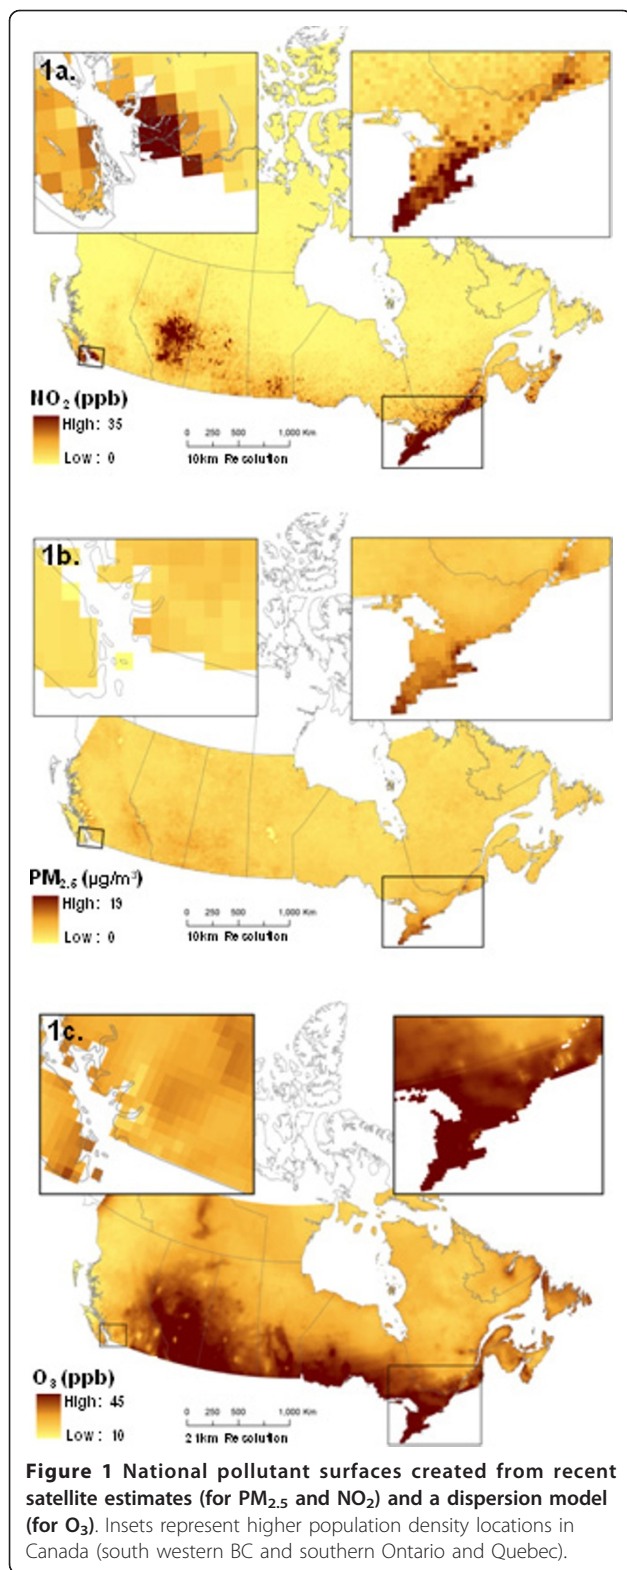 1a.
NO₂ (ppb)
High: 35
Low: 0
0 250 500 1,000 Km
10km Resolution
1b.
PM₂.₅ (µg/m³)
High: 19
Low: 0
0 250 500 1,000 Km
10km Resolution
1c.
O₃ (ppb)
High: 45
Low: 10
0 250 500 1,000 Km
21km Resolution
Figure 1 National pollutant surfaces created from recent
satellite estimates (for PM₂.₅ and NO₂) and a dispersion model
(for O₃). Insets represent higher population density locations in
Canada (south western BC and southern Ontario and Quebec).